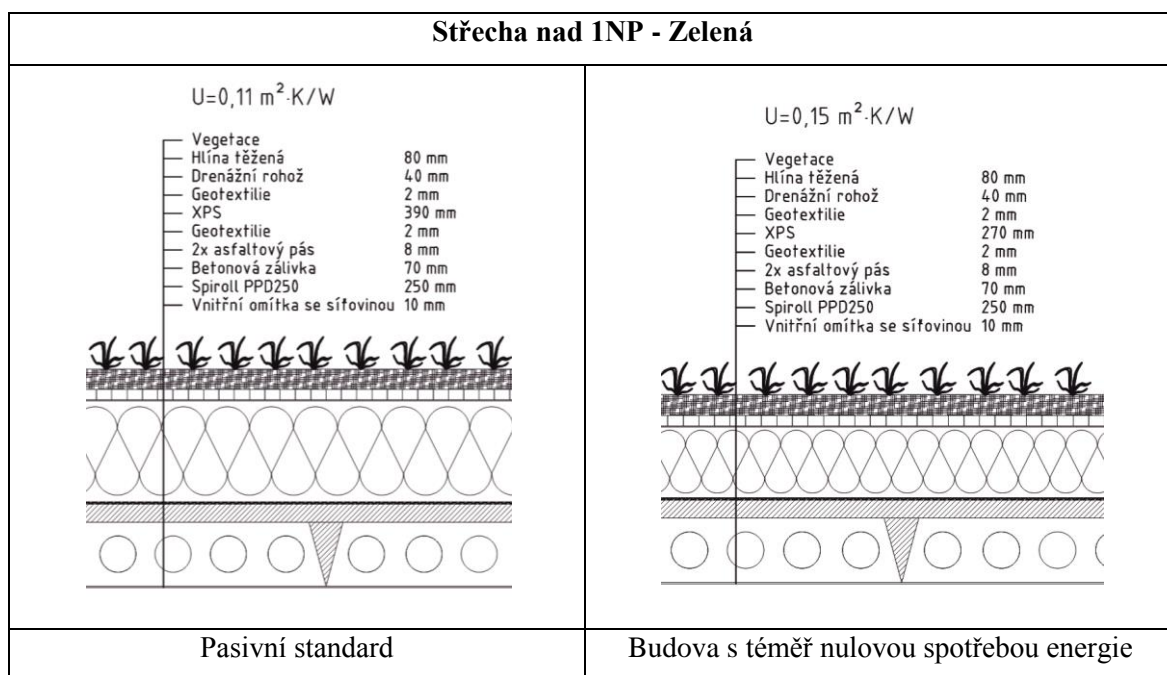 Střecha nad 1NP - Zelená
U=0,11 m²·K/W
Vegetace
Hlína těžená 80 mm
Drenážní rohož 40 mm
Geotextilie 2 mm
XPS 390 mm
Geotextilie 2 mm
2x asfaltový pás 8 mm
Betonová zálivka 70 mm
Spiroll PPD250 250 mm
Vnitřní omítka se síťovinou 10 mm
U=0,15 m²·K/W
Vegetace
Hlína těžená 80 mm
Drenážní rohož 40 mm
Geotextilie 2 mm
XPS 270 mm
Geotextilie 2 mm
2x asfaltový pás 8 mm
Betonová zálivka 70 mm
Spiroll PPD250 250 mm
Vnitřní omítka se síťovinou 10 mm
Pasivní standard
Budova s téměř nulovou spotřebou energie